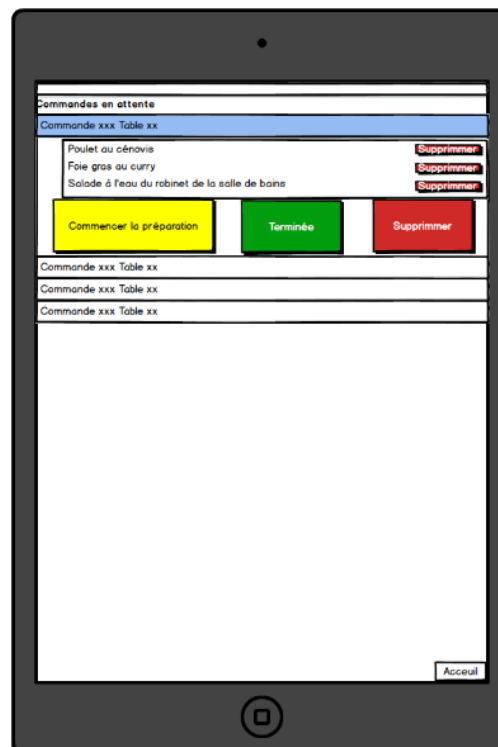 Commandes en attente
Commande xxx Table xx
Poulet au cénovis Supprimmer
Foie gras au curry Supprimmer
Salade à l'eau du robinet de la salle de bains Supprimmer
Commencer la préparation Terminée Supprimmer
Commande xxx Table xx
Commande xxx Table xx
Commande xxx Table xx
Acceuil